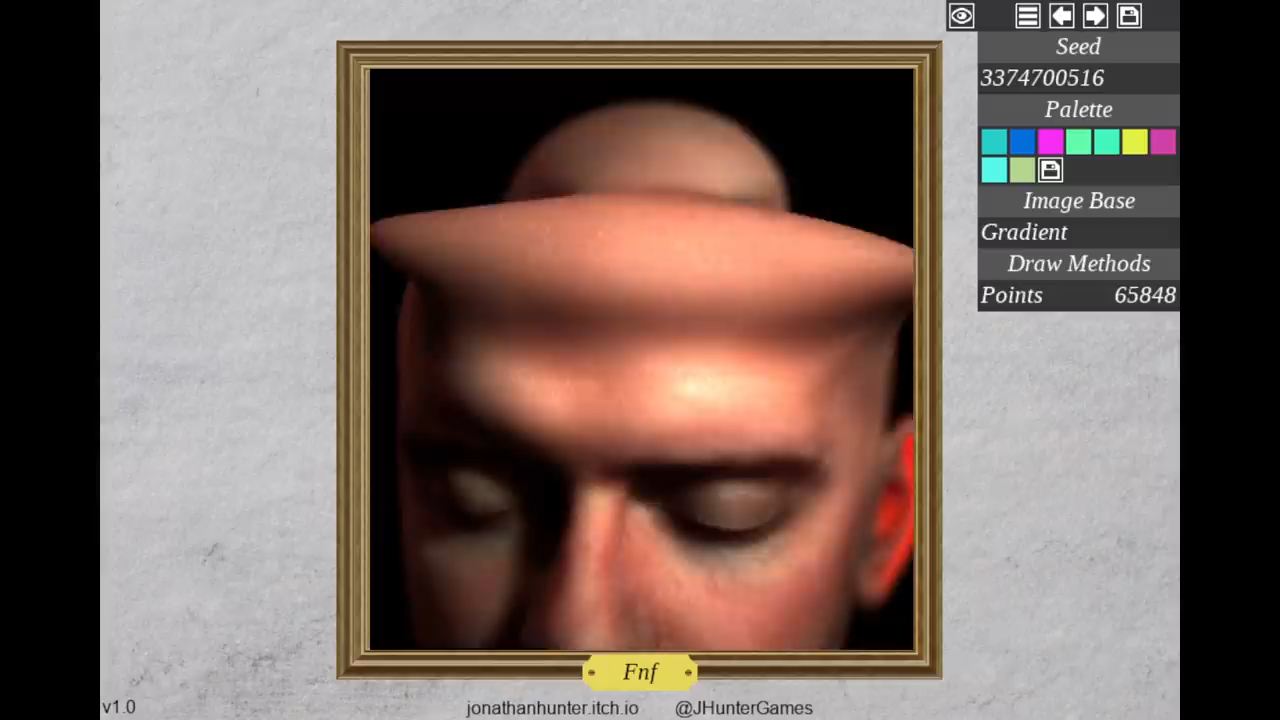 Seed
3374700516
Palette
Image Base
Gradient
Draw Methods
Points 65848
Fnf
v1.0
jonathanhunter.itch.io @JHunterGames